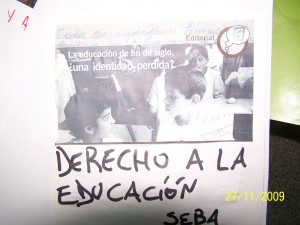 Y A
Editorial
La educación de fin de siglo,
¿una identidad perdida?
DERECHO A LA
EDUCACIÓN
27/11/2009
SEBA